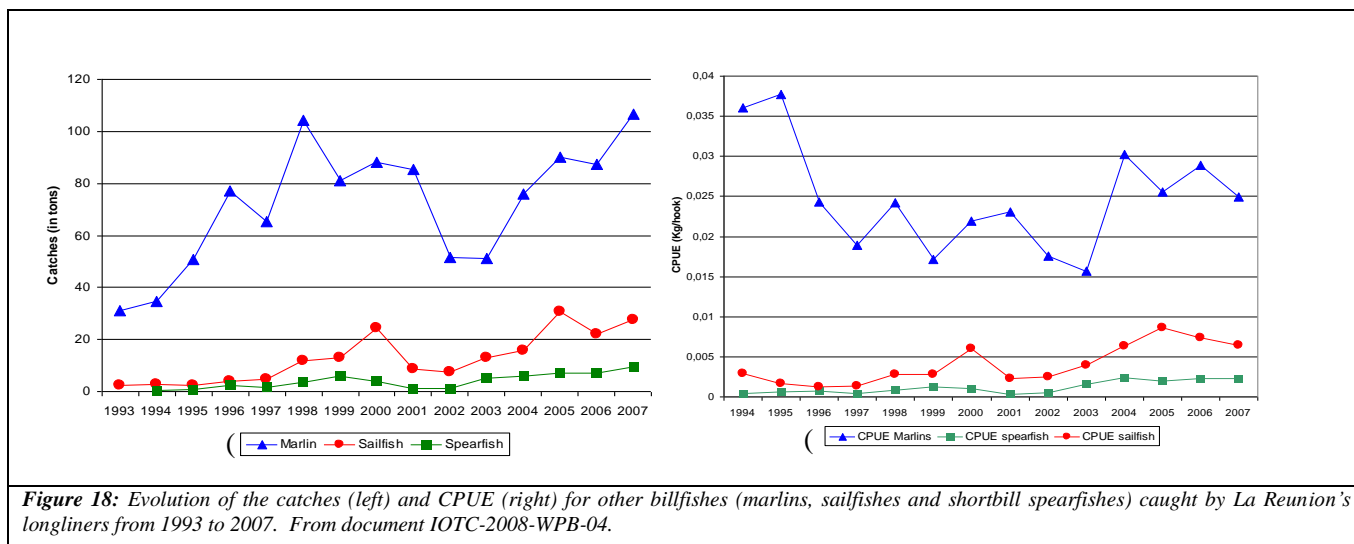 120
100
80
60
40
20
0
Catches (in tons)
1993 1994 1995 1996 1997 1998 1999 2000 2001 2002 2003 2004 2005 2006 2007
( Marlin Sailfish Spearfish
0,04
0,035
0,03
0,025
0,02
0,015
0,01
0,005
0
CPUE (Kg/hook)
1994 1995 1996 1997 1998 1999 2000 2001 2002 2003 2004 2005 2006 2007
( CPUE Marlins CPUE spearfish CPUE sailfish
Figure 18: Evolution of the catches (left) and CPUE (right) for other billfishes (marlins, sailfishes and shortbill spearfishes) caught by La Reunion's
longliners from 1993 to 2007. From document IOTC-2008-WPB-04.